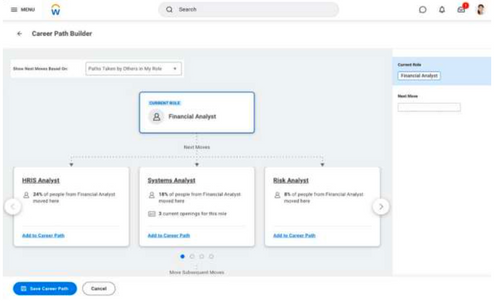 MENU
Search
Career Path Builder
Show Next Moves Based On:
Paths Taken by Others in My Role
CURRENT ROLE
Financial Analyst
Next Moves
HRIS Analyst
24% of people from Financial Analyst
moved here
Add to Career Path
Systems Analyst
18% of people from Financial Analyst
moved here
3 current openings for this role
Add to Career Path
Risk Analyst
8% of people from Financial Analyst
moved here
Add to Career Path
More Subsequent Moves
Save Career Path
Cancel
Current Role
Financial Analyst
Next Move